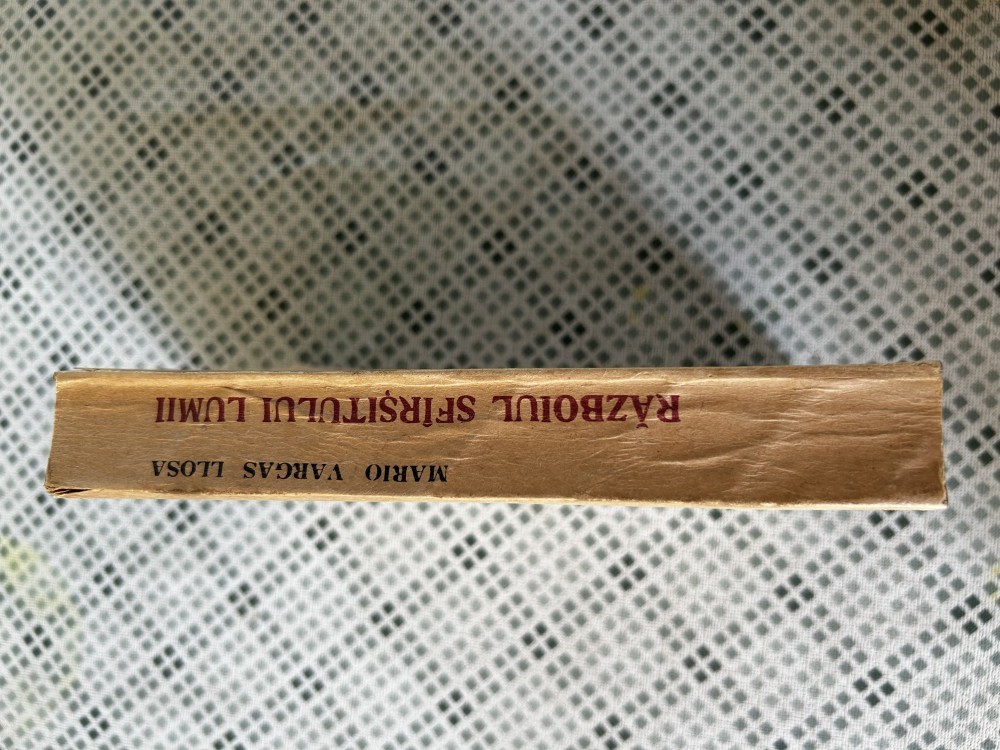 MARIO VARGAS LLOSA
RĂZBOIUL SFÎRȘITULUI LUMII